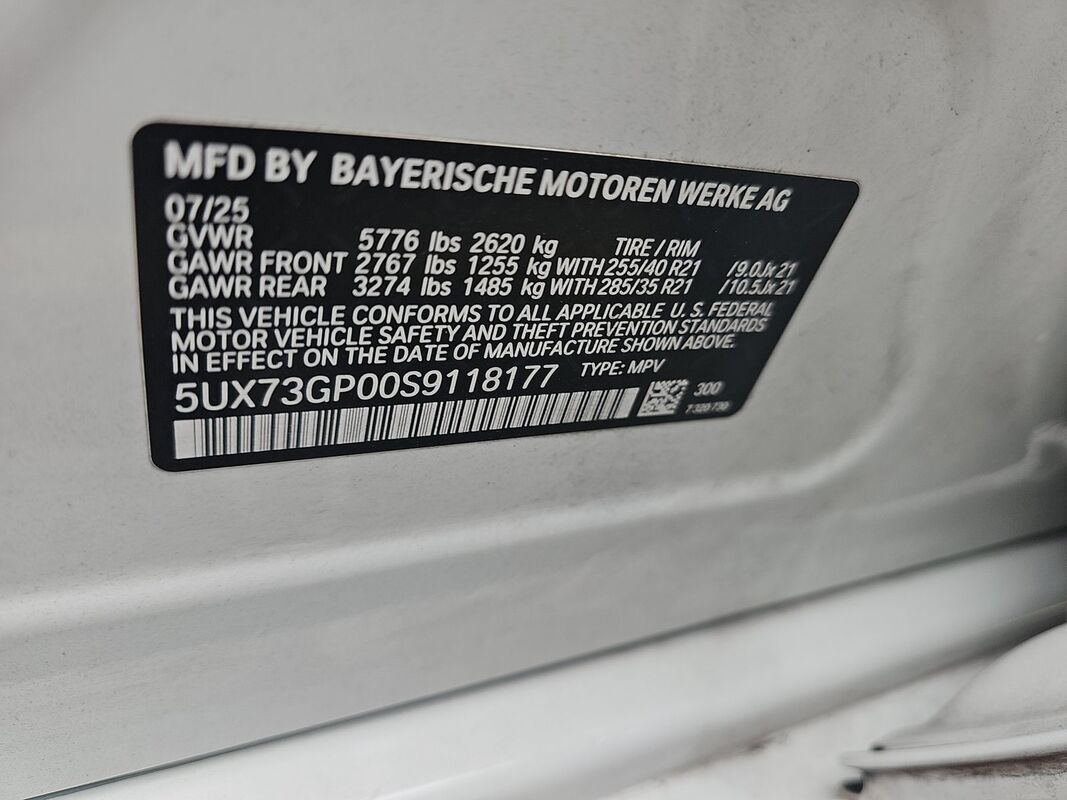 MFD BY BAYERISCHE MOTOREN WERKE AG
07/25
GVWR 5776 lbs 2620 kg TIRE / RIM
GAWR FRONT 2767 lbs 1255 kg WITH 255/40 R21 /9.0Jx21
GAWR REAR 3274 lbs 1485 kg WITH 285/35 R21 /10.5Jx21
THIS VEHICLE CONFORMS TO ALL APPLICABLE U. S. FEDERAL
MOTOR VEHICLE SAFETY AND THEFT PREVENTION STANDARDS
IN EFFECT ON THE DATE OF MANUFACTURE SHOWN ABOVE.
5UX73GP00S9118177 TYPE: MPV
300